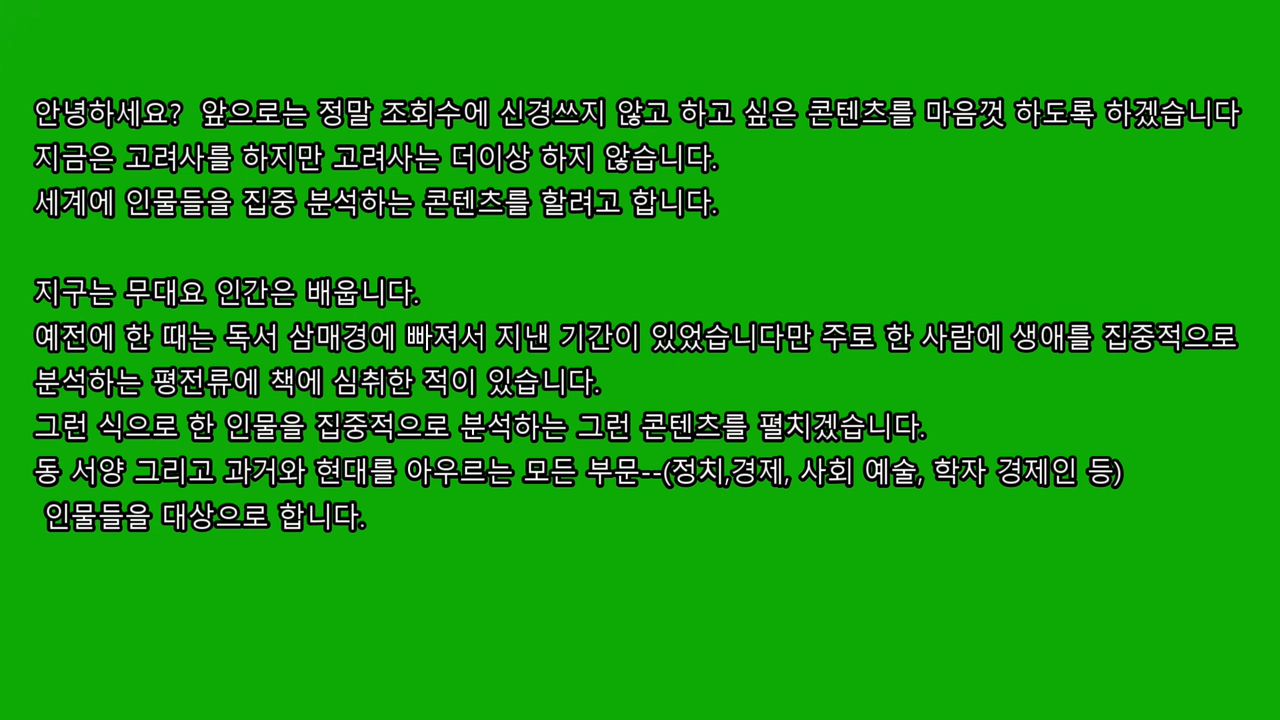 안녕하세요?  앞으로는 정말 조회수에 신경쓰지 않고 하고 싶은 콘텐츠를 마음껏 하도록 하겠습니다
지금은 고려사를 하지만 고려사는 더이상 하지 않습니다.
세계에 인물들을 집중 분석하는 콘텐츠를 할려고 합니다.
지구는 무대요 인간은 배웁니다.
예전에 한 때는 독서 삼매경에 빠져서 지낸 기간이 있었습니다만 주로 한 사람에 생애를 집중적으로
분석하는 평전류에 책에 심취한 적이 있습니다.
그런 식으로 한 인물을 집중적으로 분석하는 그런 콘텐츠를 펼치겠습니다.
동 서양 그리고 과거와 현대를 아우르는 모든 부문--(정치,경제, 사회 예술, 학자 경제인 등)
인물들을 대상으로 합니다.